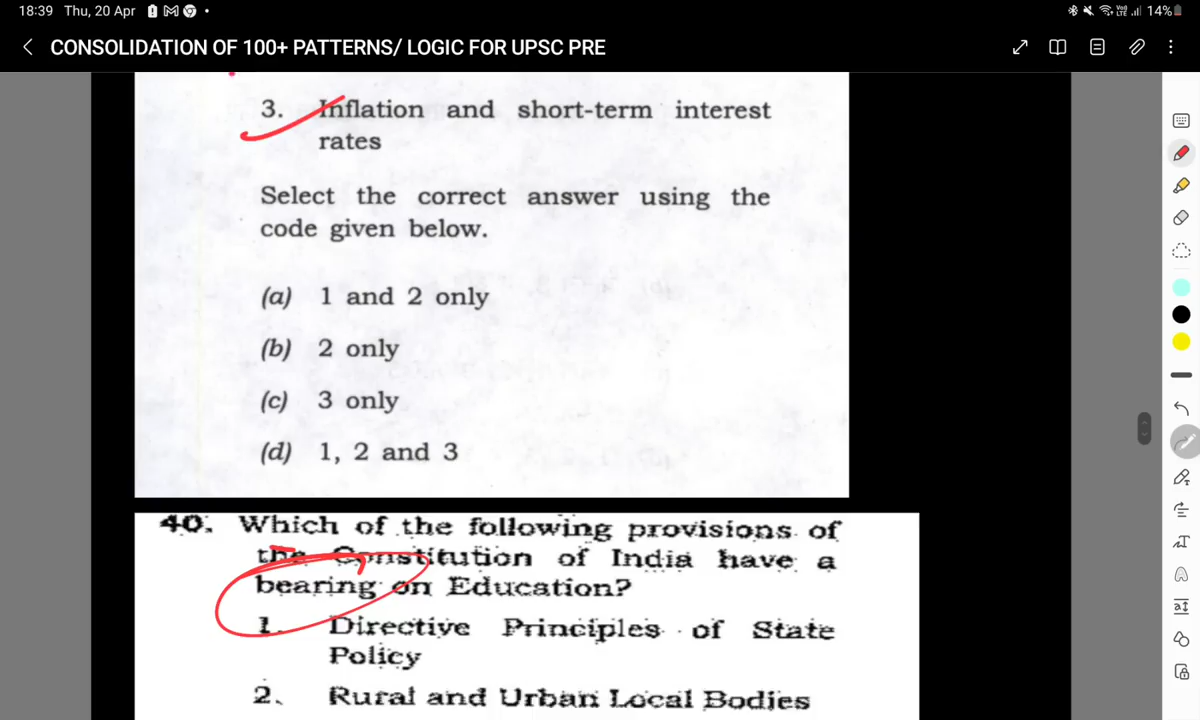 18:39 Thu, 20 Apr 14%
CONSOLIDATION OF 100+ PATTERNS/ LOGIC FOR UPSC PRE
3. Inflation and short-term interest
rates
Select the correct answer using the
code given below.
(a) 1 and 2 only
(b) 2 only
(c) 3 only
(d) 1, 2 and 3
40. Which of the following provisions of
the Constitution of India have a
bearing on Education?
1. Directive Principles of State
Policy
2. Rural and Urban Local Bodies